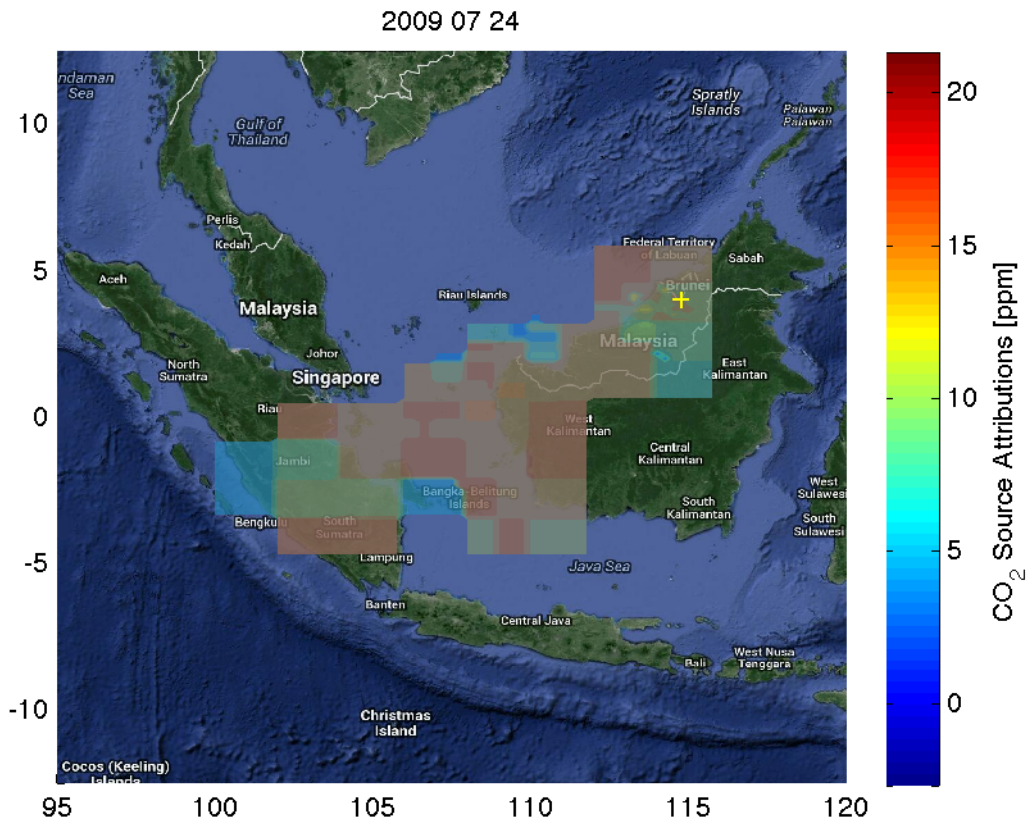 2009 07 24
ndaman
Sea
Gulf of
Thailand
Spratly
Islands
Palawan
Palawan
10
20
Perlis
Kedah
Federal Territory
of Labuan
Sabah
15
5
Aceh
Brunei
Malaysia
Riau Islands
Malaysia
Johor
Singapore
North
Sumatra
East
Kalimantan
10
0
Riau
West
Kalimantan
Central
Kalimantan
Jambi
West
Sulawesi
Bangka-Belitung
Islands
South
Kalimantan
Bengkulu
South
Sumatra
South
Sulawesi
5
-5
Lampung
Java Sea
Banten
Central Java
Bali
West Nusa
Tenggara
0
-10
Christmas
Island
Cocos (Keeling)
Islands
95
100
105
110
115
120
CO2 Source Attributions [ppm]